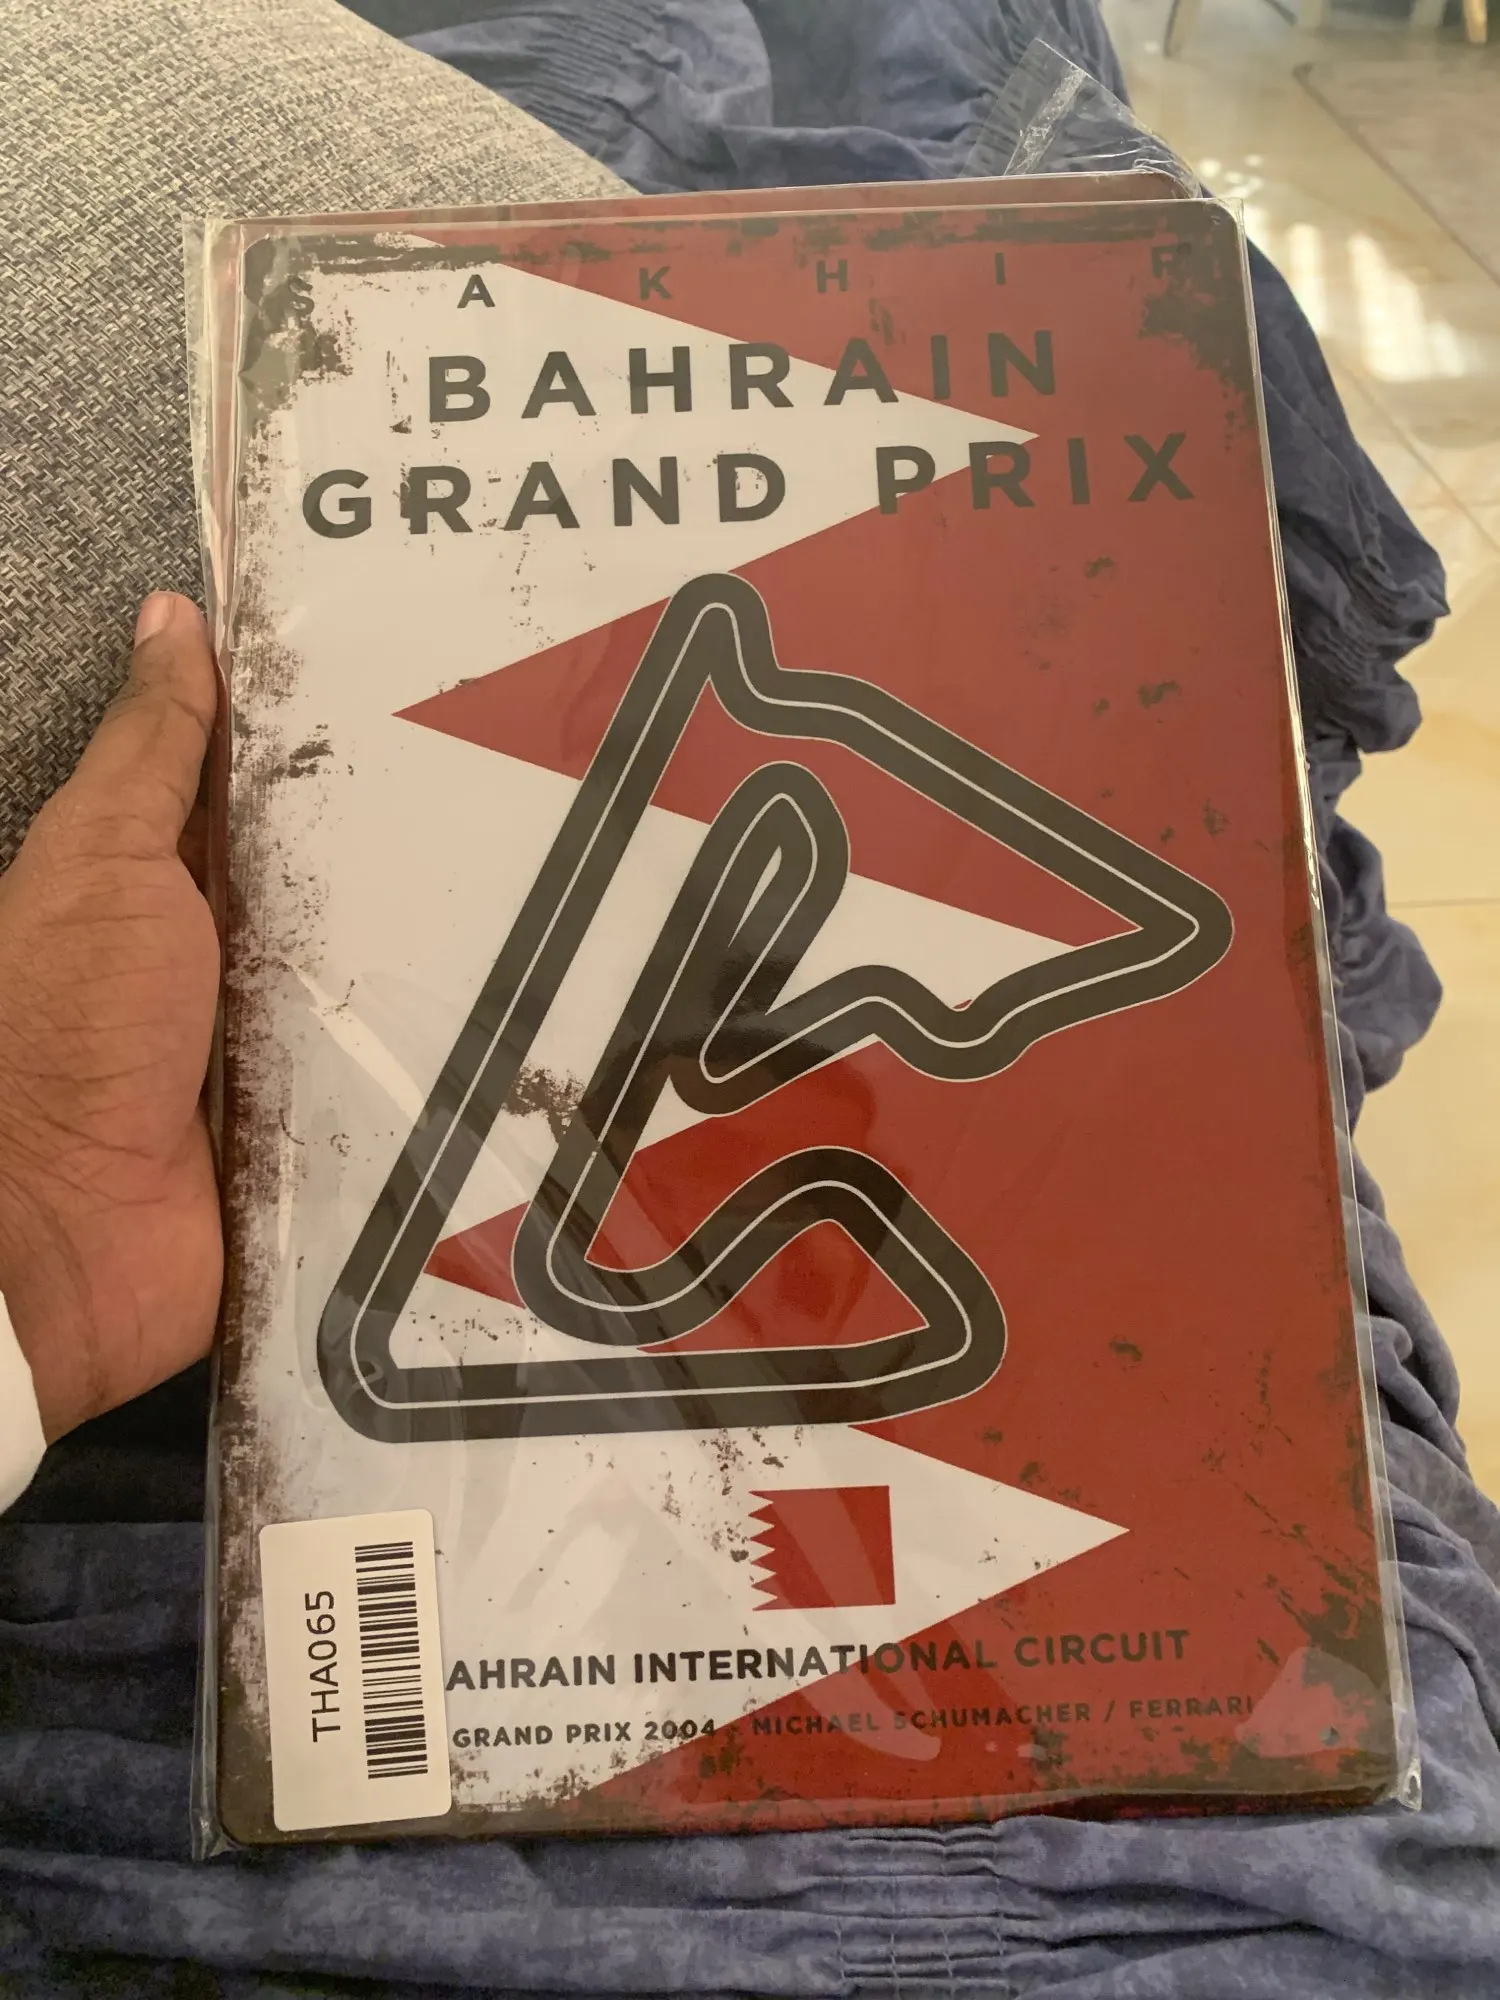 S A K H I R
BAHRAIN
GRAND PRIX
AHRAIN INTERNATIONAL CIRCUIT
GRAND PRIX 2004 - MICHAEL SCHUMACHER / FERRARI
THA065